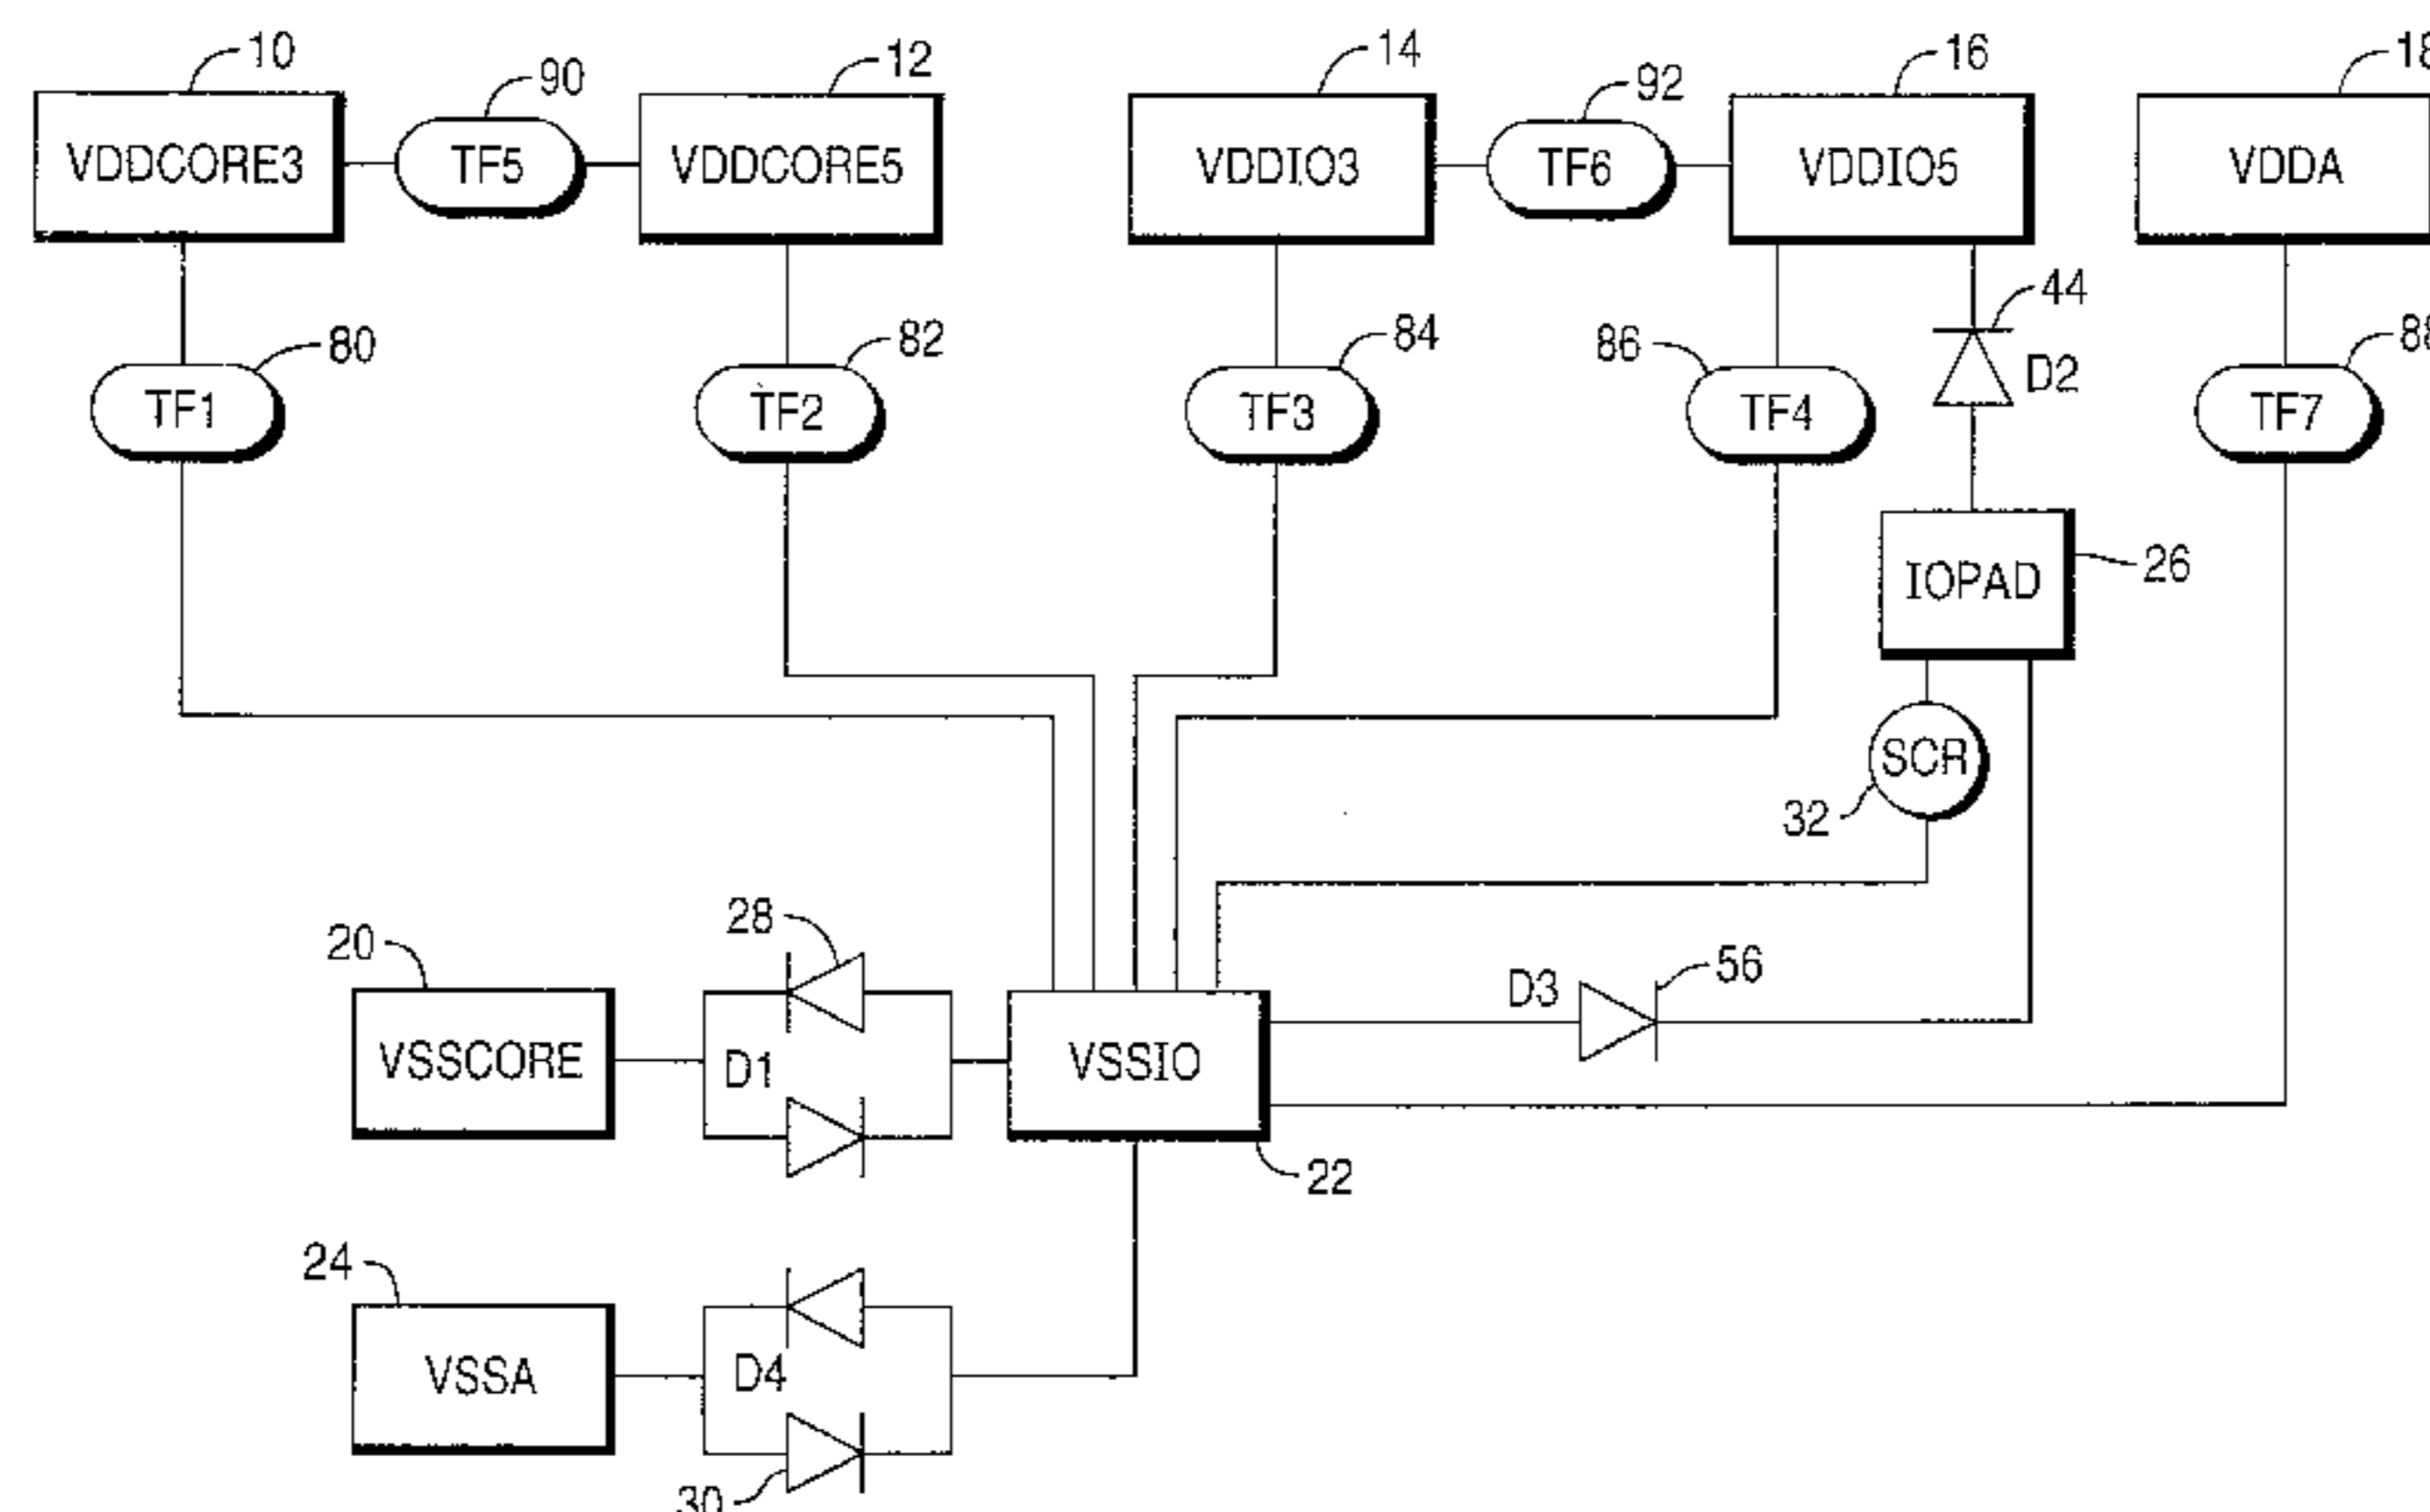 10
90
12
14
92
16
18
VDDCORE3
TF5
VDDCORE5
VDDIO3
TF6
VDDIO5
VDDA
80
82
84
86
44
88
TF1
TF2
TF3
TF4
D2
TF7
IOPAD
26
SCR
32
28
20
D3
56
VSSCORE
D1
VSSIO
22
24
VSSA
D4
30